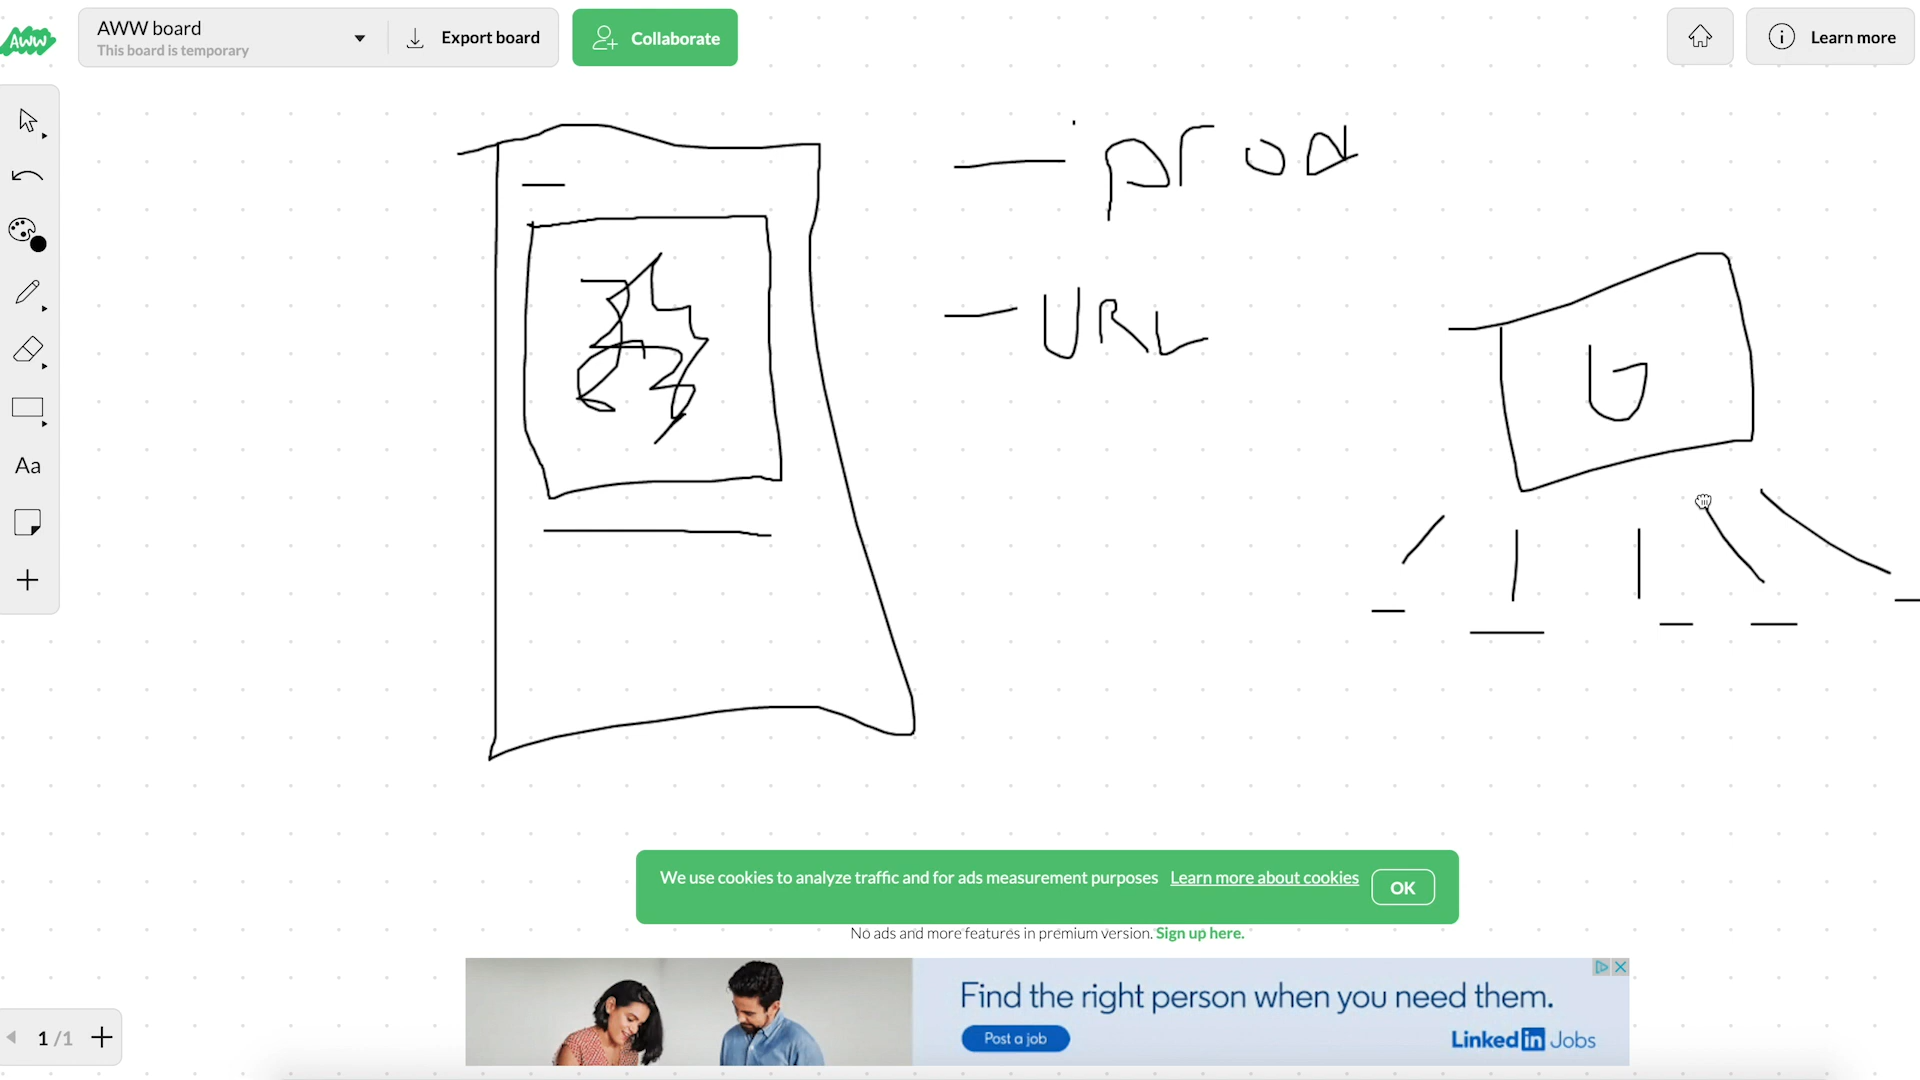 AWW
AWW board
This board is temporary
Export board
Collaborate
Learn more
Aa
— prod
— URL
We use cookies to analyze traffic and for ads measurement purposes Learn more about cookies
OK
No ads and more features in premium version. Sign up here.
Find the right person when you need them.
Post a job
LinkedIn Jobs
1 /1